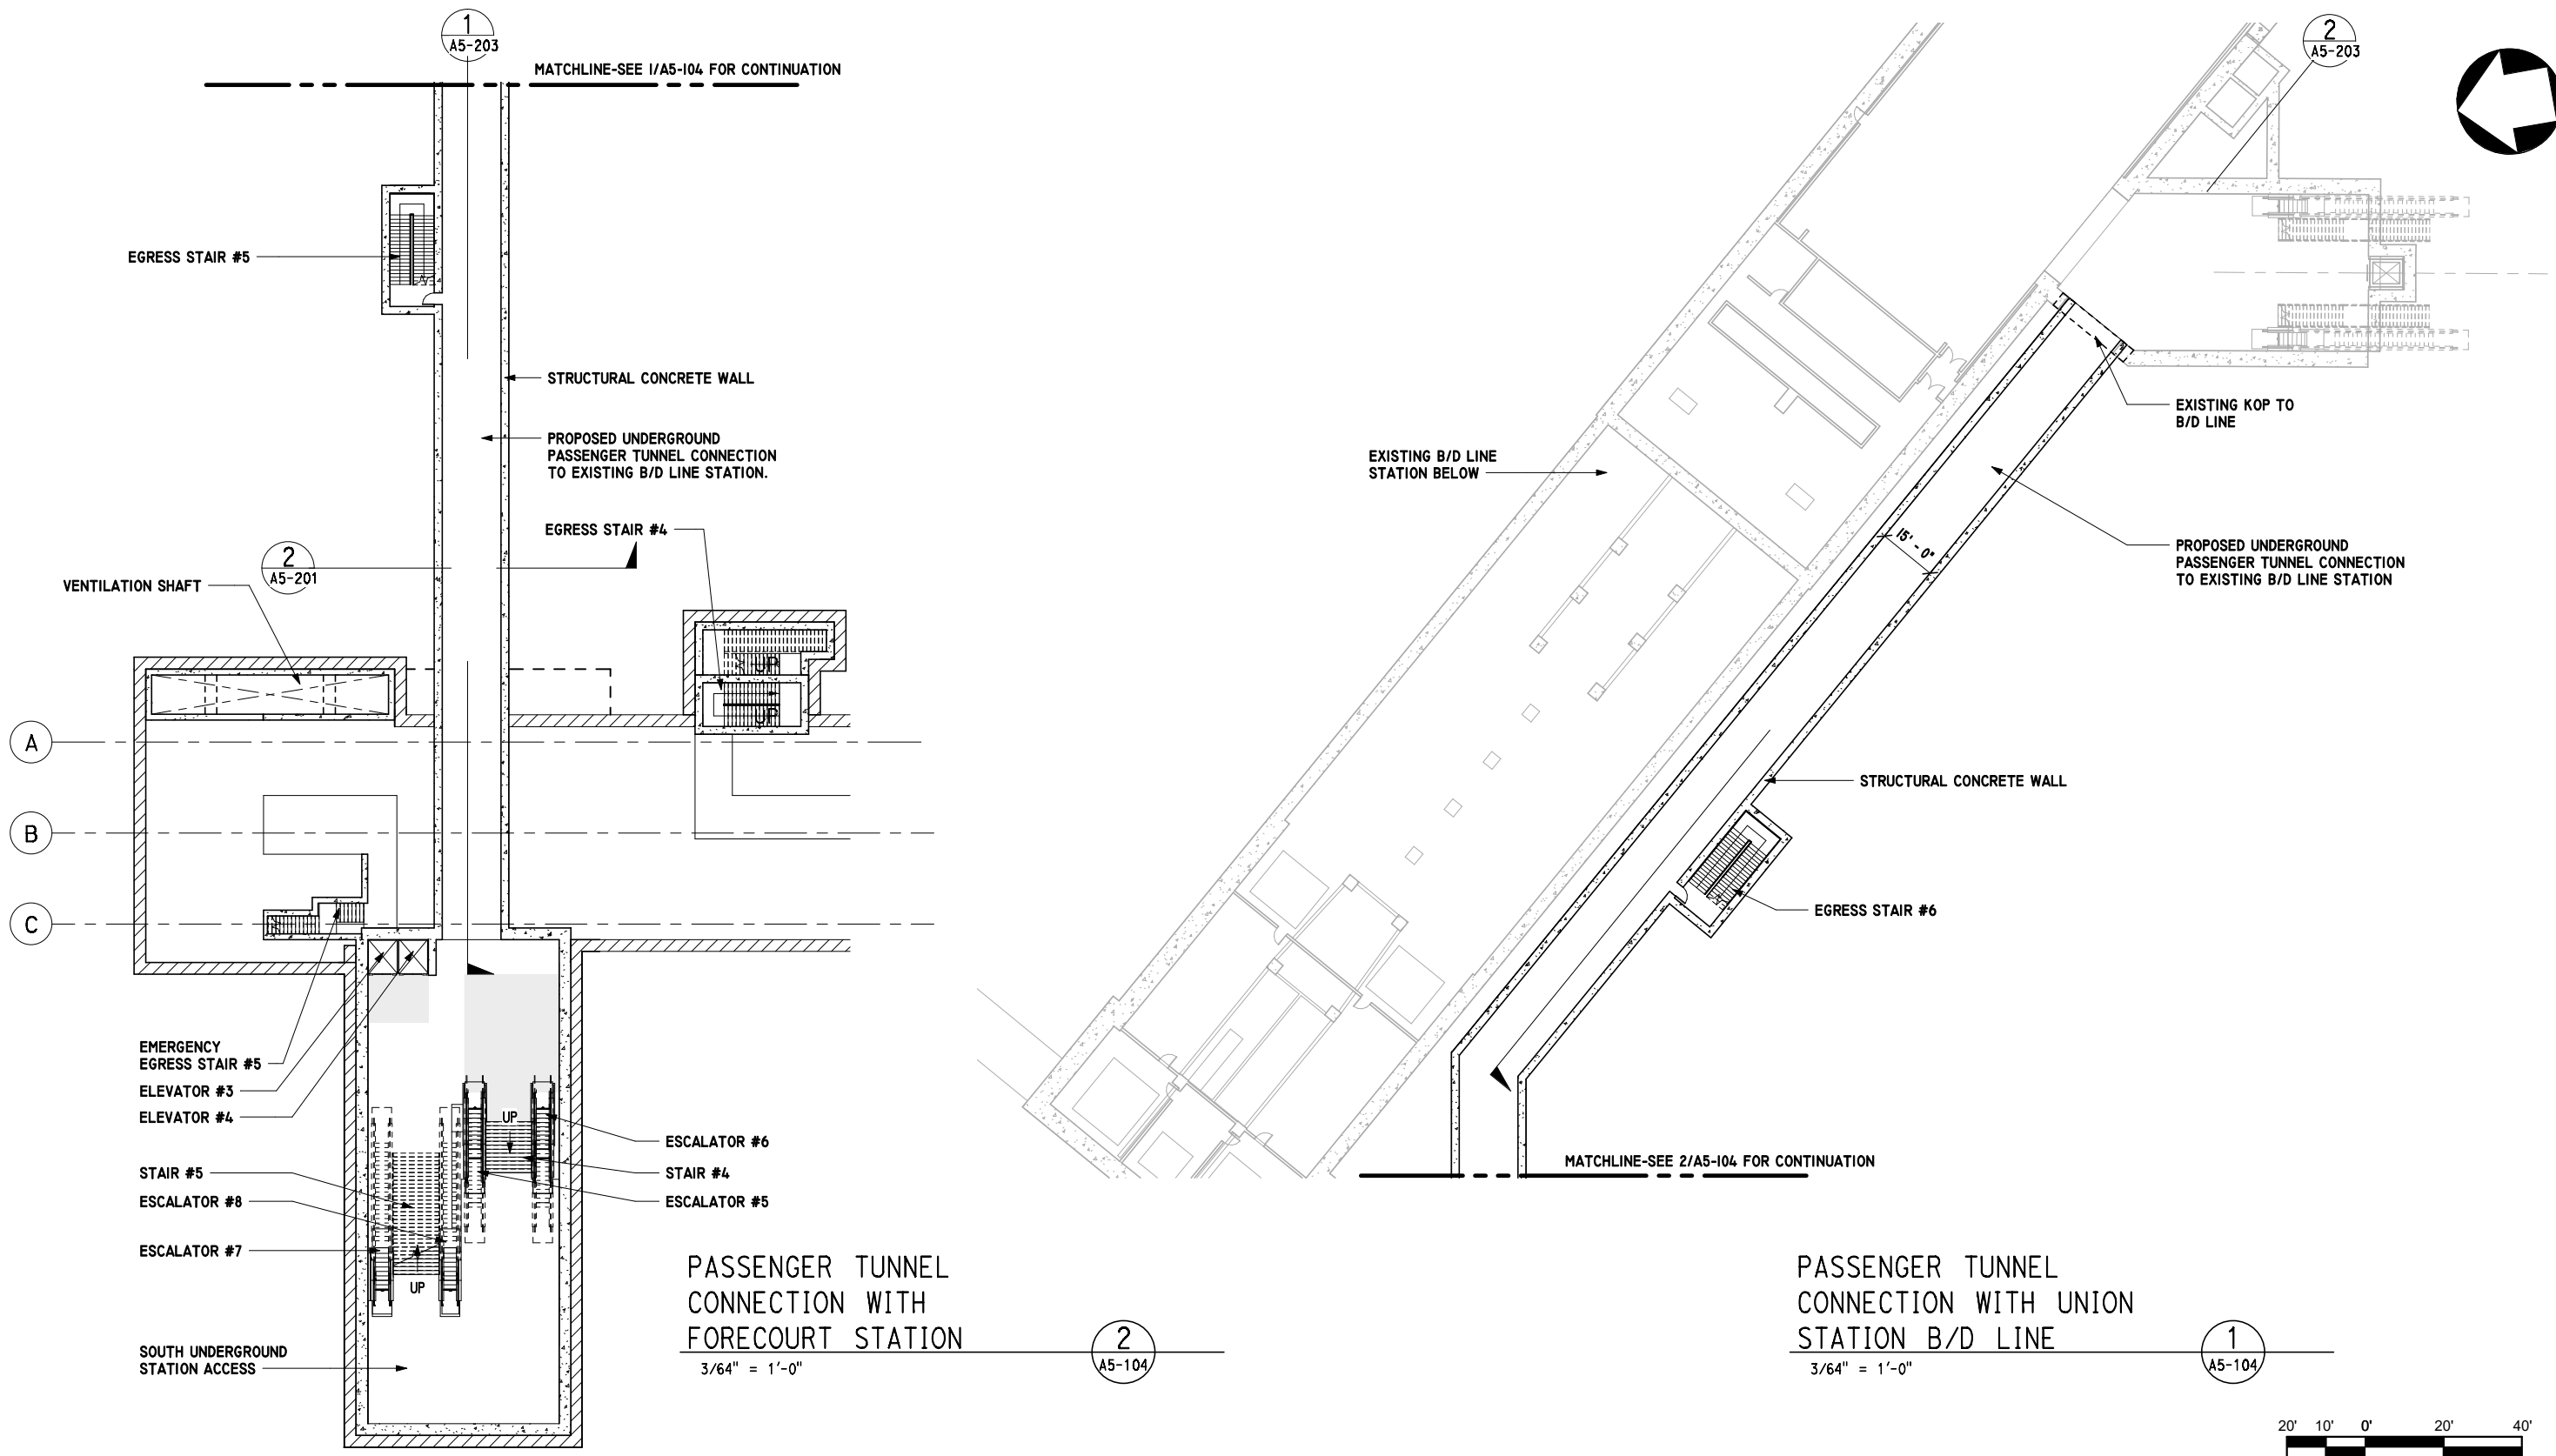 1
A5-203
MATCHLINE-SEE 1/A5-104 FOR CONTINUATION
EGRESS STAIR #5
STRUCTURAL CONCRETE WALL
PROPOSED UNDERGROUND
PASSENGER TUNNEL CONNECTION
TO EXISTING B/D LINE STATION.
EGRESS STAIR #4
2
A5-201
VENTILATION SHAFT
UP
UP
A
B
C
EMERGENCY
EGRESS STAIR #5
ELEVATOR #3
ELEVATOR #4
UP
ESCALATOR #6
STAIR #5
STAIR #4
ESCALATOR #8
ESCALATOR #5
ESCALATOR #7
UP
SOUTH UNDERGROUND
STATION ACCESS
PASSENGER TUNNEL
CONNECTION WITH
FORECOURT STATION
3/64" = 1'-0"
2
A5-104
2
A5-203
EXISTING KOP TO
B/D LINE
EXISTING B/D LINE
STATION BELOW
15' - 0"
PROPOSED UNDERGROUND
PASSENGER TUNNEL CONNECTION
TO EXISTING B/D LINE STATION
STRUCTURAL CONCRETE WALL
EGRESS STAIR #6
MATCHLINE-SEE 2/A5-104 FOR CONTINUATION
PASSENGER TUNNEL
CONNECTION WITH UNION
STATION B/D LINE
3/64" = 1'-0"
1
A5-104
20' 10' 0' 20' 40'